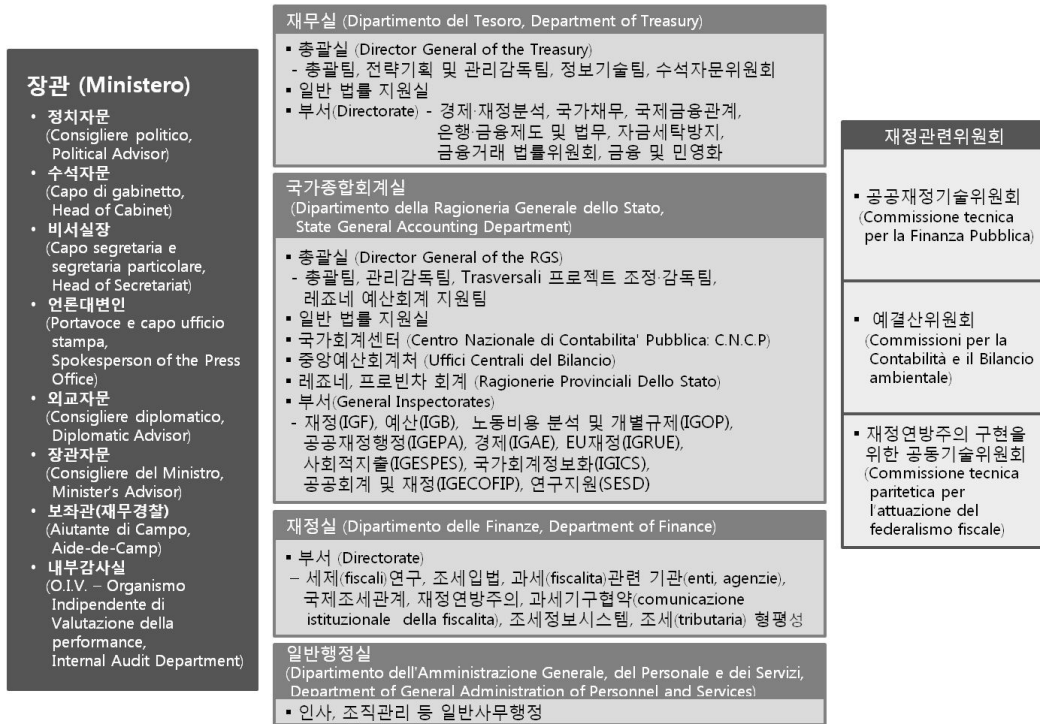 장관 (Ministero)
• 정치자문
(Consigliere politico,
Political Advisor)
• 수석자문
(Capo di gabinetto,
Head of Cabinet)
• 비서실장
(Capo segretaria e
segretaria particolare,
Head of Secretariat)
• 언론대변인
(Portavoce e capo ufficio
stampa,
Spokesperson of the Press
Office)
• 외교자문
(Consigliere diplomatico,
Diplomatic Advisor)
• 장관자문
(Consigliere del Ministro,
Minister's Advisor)
• 보좌관(재무경찰)
(Aiutante di Campo,
Aide-de-Camp)
• 내부감사실
(O.I.V. – Organismo
Indipendente di
Valutazione della
performance,
Internal Audit Department)
재무실 (Dipartimento del Tesoro, Department of Treasury)
▪ 총괄실 (Director General of the Treasury)
- 총괄팀, 전략기획 및 관리감독팀, 정보기술팀, 수석자문위원회
▪ 일반 법률 지원실
▪ 부서(Directorate) - 경제·재정분석, 국가채무, 국제금융관계,
은행·금융제도 및 법무, 자금세탁방지,
금융거래 법률위원회, 금융 및 민영화
국가종합회계실
(Dipartimento della Ragioneria Generale dello Stato,
State General Accounting Department)
▪ 총괄실 (Director General of the RGS)
- 총괄팀, 관리감독팀, Trasversali 프로젝트 조정·감독팀,
레죠네 예산회계 지원팀
▪ 일반 법률 지원실
▪ 국가회계센터 (Centro Nazionale di Contabilita' Pubblica: C.N.C.P)
▪ 중앙예산회계처 (Uffici Centrali del Bilancio)
▪ 레죠네, 프로빈차 회계 (Ragionerie Provinciali Dello Stato)
▪ 부서(General Inspectorates)
- 재정(IGF), 예산(IGB), 노동비용 분석 및 개별규제(IGOP),
공공재정행정(IGEPA), 경제(IGAE), EU재정(IGRUE),
사회적지출(IGESPES), 국가회계정보화(IGICS),
공공회계 및 재정(IGECOFIP), 연구지원(SESD)
재정실 (Dipartimento delle Finanze, Department of Finance)
▪ 부서 (Directorate)
– 세제(fiscali)연구, 조세입법, 과세(fiscalita)관련 기관(enti, agenzie),
국제조세관계, 재정연방주의, 과세기구협약(comunicazione
istituzionale della fiscalita), 조세정보시스템, 조세(tributaria) 형평성
일반행정실
(Dipartimento dell'Amministrazione Generale, del Personale e dei Servizi,
Department of General Administration of Personnel and Services)
▪ 인사, 조직관리 등 일반사무행정
재정관련위원회
▪ 공공재정기술위원회
(Commissione tecnica
per la Finanza Pubblica)
▪ 예결산위원회
(Commissioni per la
Contabilità e il Bilancio
ambientale)
▪ 재정연방주의 구현을
위한 공동기술위원회
(Commissione tecnica
paritetica per
l'attuazione del
federalismo fiscale)